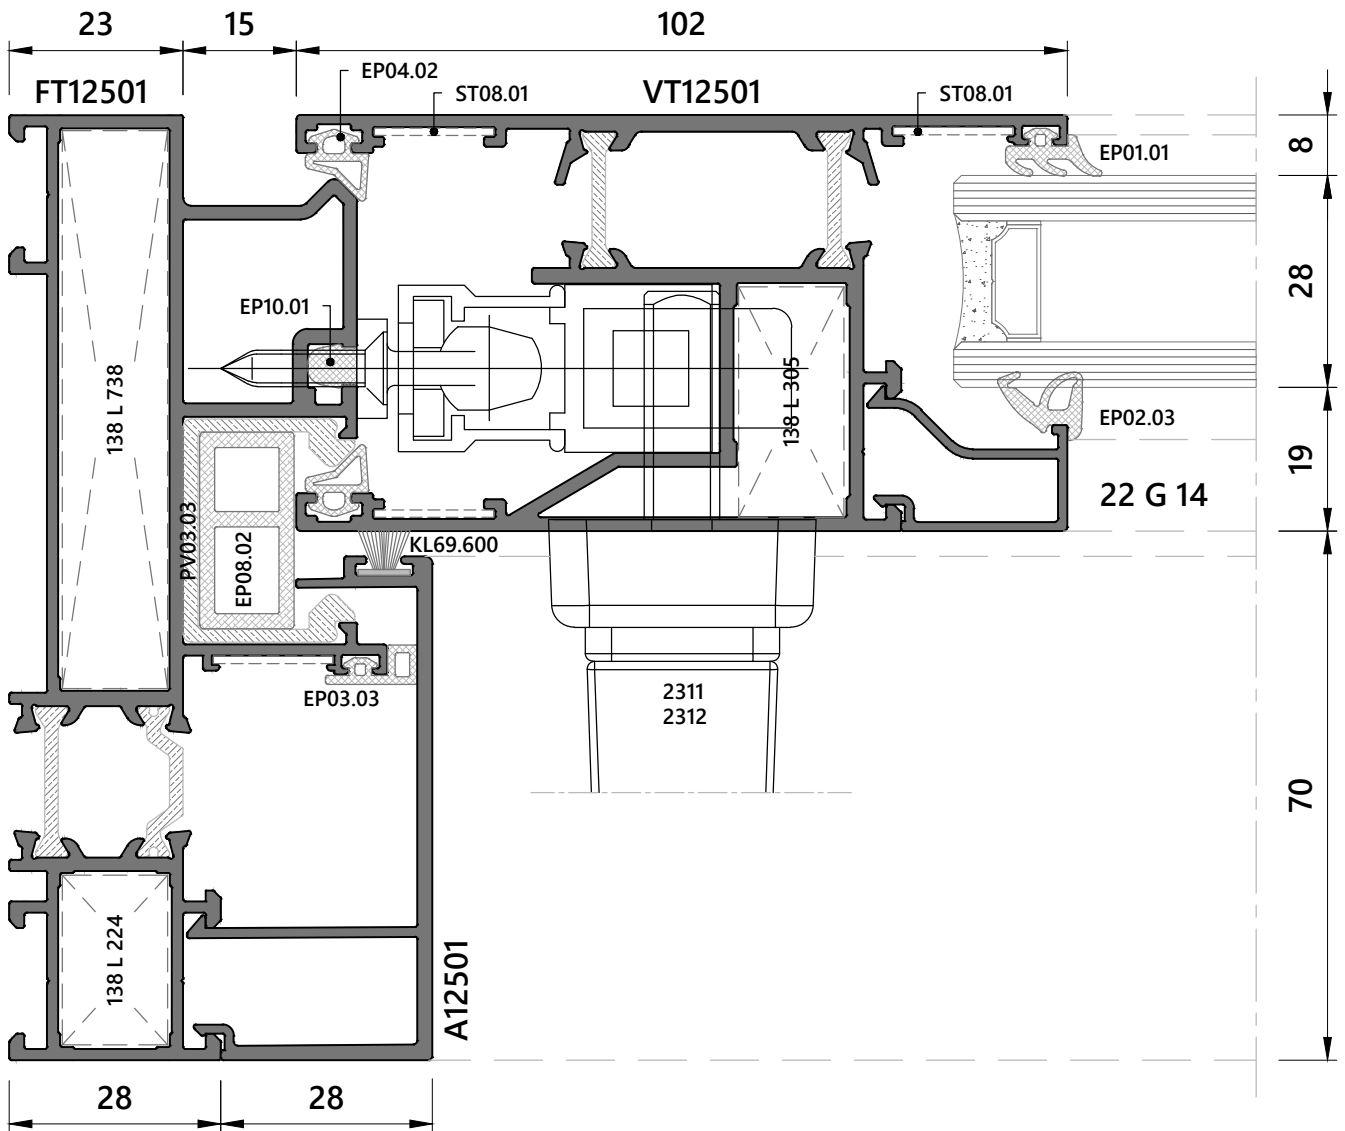 23
15
102
FT12501
EP04.02
ST08.01
VT12501
ST08.01
8
EP01.01
EP10.01
28
138 L 738
138 L 305
EP02.03
19
22 G 14
PV03.03
EP08.02
KL69.600
EP03.03
2311
2312
70
138 L 224
A12501
28
28